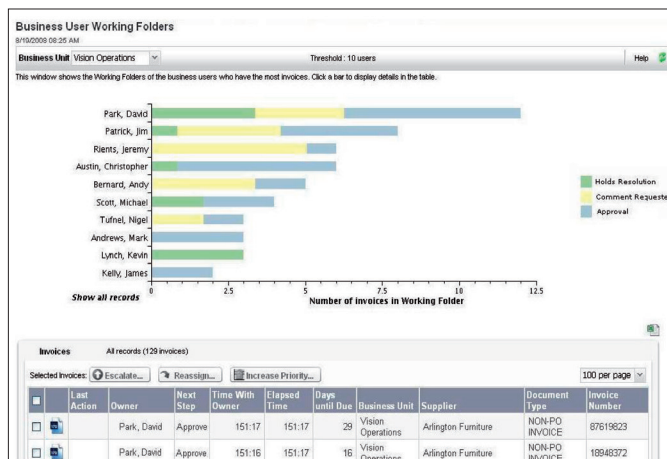 Business User Working Folders
8/19/2008 08:25 AM
Business Unit Vision Operations Threshold : 10 users Help
This window shows the Working Folders of the business users who have the most invoices. Click a bar to display details in the table.
Park, David
Patrick, Jim
Rients, Jeremy
Austin, Christopher
Bernard, Andy
Scott, Michael
Tufnel, Nigel
Andrews, Mark
Lynch, Kevin
Kelly, James
Holds Resolution
Comment Requeste
Approval
0 2.5 5 7.5 10 12.5
Show all records Number of invoices in Working Folder
Invoices All records (129 invoices)
Selected Invoices: Escalate... Reassign... Increase Priority... 100 per page
Last Next Time With Elapsed Days Document Invoice
Action Owner Step Owner Time until Due Business Unit Supplier Type Number
Park, David Approve 151:17 151:17 29 Vision Operations Arlington Furniture NON-PO INVOICE 87619823
Park, David Approve 151:16 151:17 16 Vision Operations Arlington Furniture NON-PO INVOICE 18948372